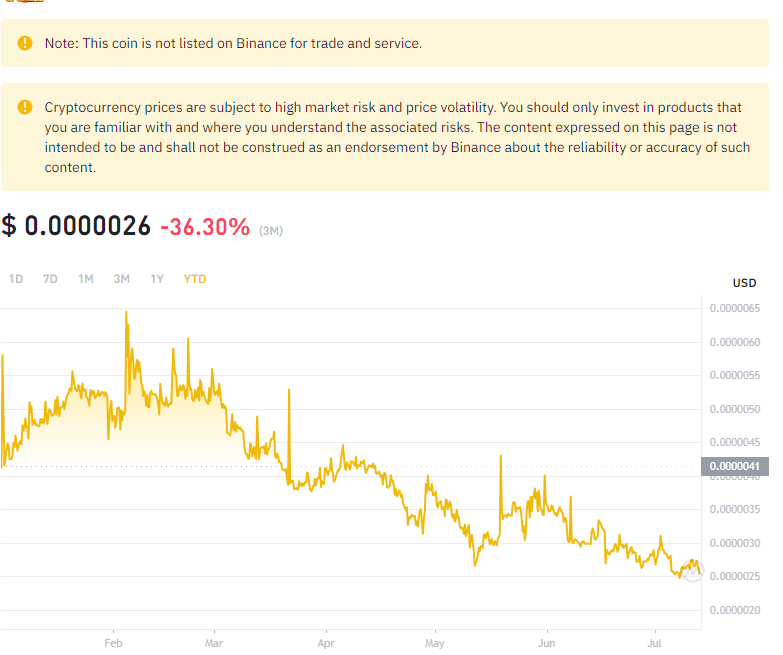 Note: This coin is not listed on Binance for trade and service.
Cryptocurrency prices are subject to high market risk and price volatility. You should only invest in products that
you are familiar with and where you understand the associated risks. The content expressed on this page is not
intended to be and shall not be construed as an endorsement by Binance about the reliability or accuracy of such
content.
$ 0.0000026 -36.30% (3M)
1D 7D 1M 3M 1Y YTD
USD
0.0000065
0.0000060
0.0000055
0.0000050
0.0000045
0.0000041
0.0000040
0.0000035
0.0000030
0.0000025
0.0000020
Feb Mar Apr May Jun Jul